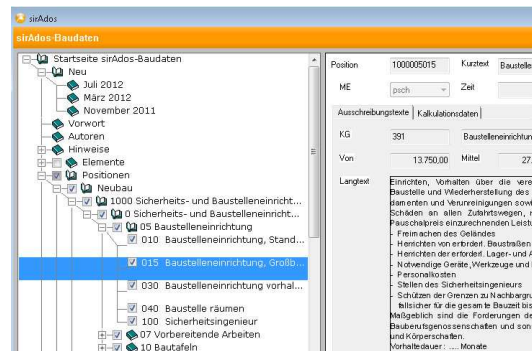 sirAdos
sirAdos-Baudaten
Startseite sirAdos-Baudaten
Neu
Juli 2012
März 2012
November 2011
Vorwort
Autoren
Hinweise
Elemente
Positionen
Neubau
1000 Sicherheits- und Baustelleneinricht...
0 Sicherheits- und Baustelleneinricht...
05 Baustelleneinrichtung
010 Baustelleneinrichtung, Stand...
015 Baustelleneinrichtung, Großb...
030 Baustelleneinrichtung vorhal...
040 Baustelle räumen
100 Sicherheitsingenieur
07 Vorbereitende Arbeiten
10 Bautafeln
Position 1000005015 Kurztext Baustelle
ME psch Zeit
Ausschreibungstexte Kalkulationsdaten
KG 391 Baustelleneinrichtun
Von 13.750,00 Mittel 27.
Langtext Einrichten, Vorhalten über die vere
Baustelle und Wiederherstellung des
damenten und Verunreinigungen sowi
Schäden an allen Zufahrtswegen, r
Pauschalpreis einzurechnenden Leistu
- Freimachen des Geländes
- Herrichten von erforderl. Baustraßen
- Herrichten der erforderl. Lager- und A
- Notwendige Geräte, Werkzeuge und
- Personalkosten
- Stellen des Sicherheitsingenieurs
- Schützen der Grenzen zu Nachbargru
fallsicher für die gesamte Bauzeit bis
Maßgeblich sind die Forderungen de
Bauberufsgenossenschaften und son
und Körperschaften.
Vorhaltedauer : .... Monate